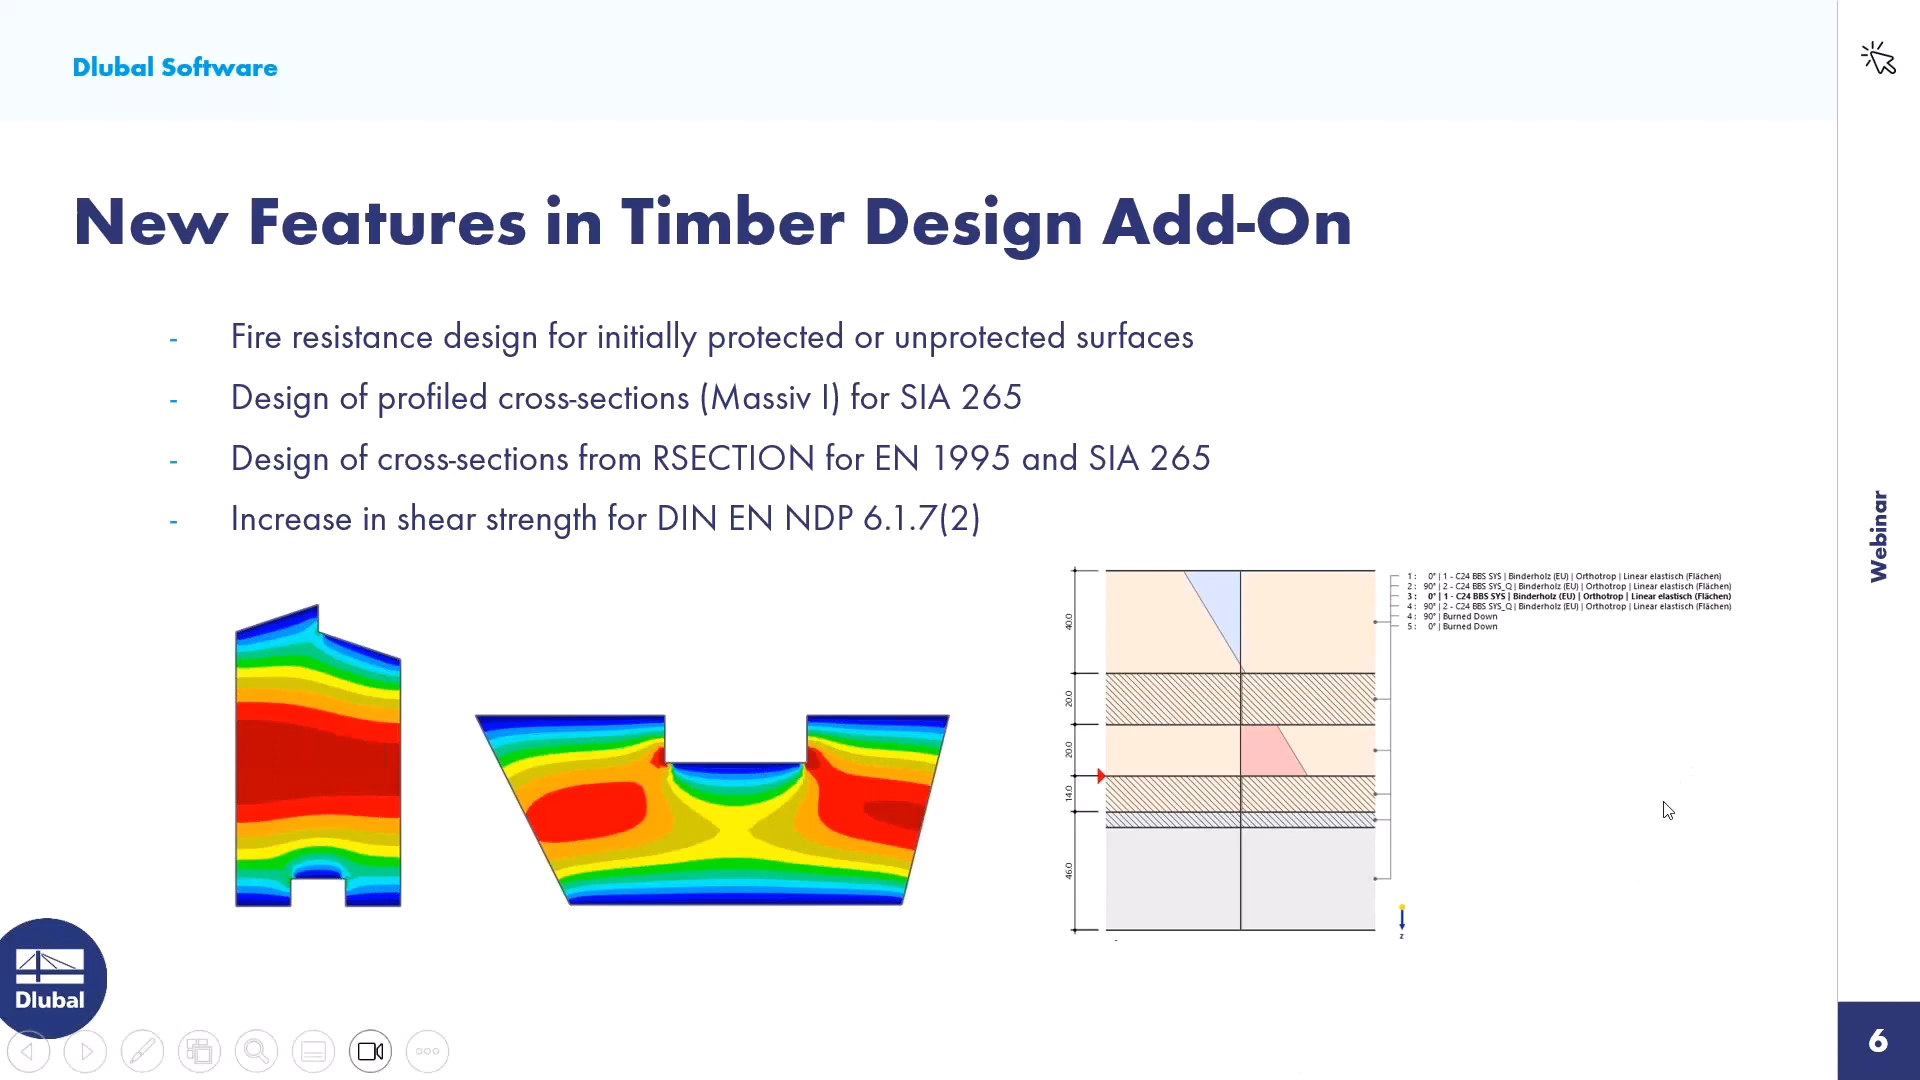 Dlubal Software
New Features in Timber Design Add-On
- Fire resistance design for initially protected or unprotected surfaces
- Design of profiled cross-sections (Massiv I) for SIA 265
- Design of cross-sections from RSECTION for EN 1995 and SIA 265
- Increase in shear strength for DIN EN NDP 6.1.7(2)
40.0
20.0
20.0
14.0
46.0
1: 0° | 1 - C24 BBS SYS | Binderholz (EU) | Orthotrop | Linear elastisch (Flächen)
2: 90° | 2 - C24 BBS SYS_Q | Binderholz (EU) | Orthotrop | Linear elastisch (Flächen)
3: 0° | 1 - C24 BBS SYS | Binderholz (EU) | Orthotrop | Linear elastisch (Flächen)
4: 90° | 2 - C24 BBS SYS_Q | Binderholz (EU) | Orthotrop | Linear elastisch (Flächen)
4: 90° | Burned Down
5: 0° | Burned Down
z
Webinar
Dlubal
6